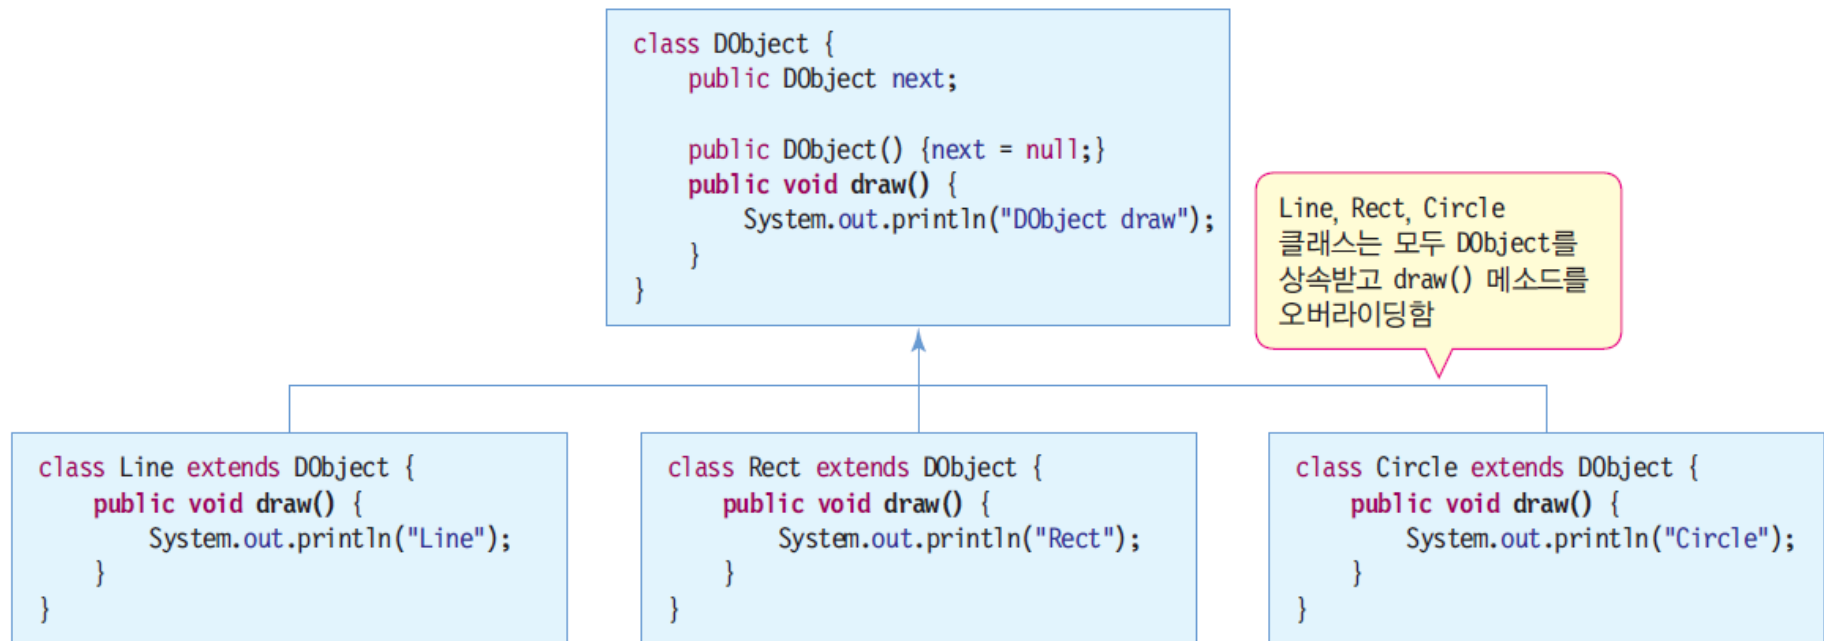 class DObject {
    public DObject next;

    public DObject() {next = null;}
    public void draw() {
        System.out.println("DObject draw");
    }
}
Line, Rect, Circle
클래스는 모두 DObject를
상속받고 draw() 메소드를
오버라이딩함
class Line extends DObject {
    public void draw() {
        System.out.println("Line");
    }
}
class Rect extends DObject {
    public void draw() {
        System.out.println("Rect");
    }
}
class Circle extends DObject {
    public void draw() {
        System.out.println("Circle");
    }
}